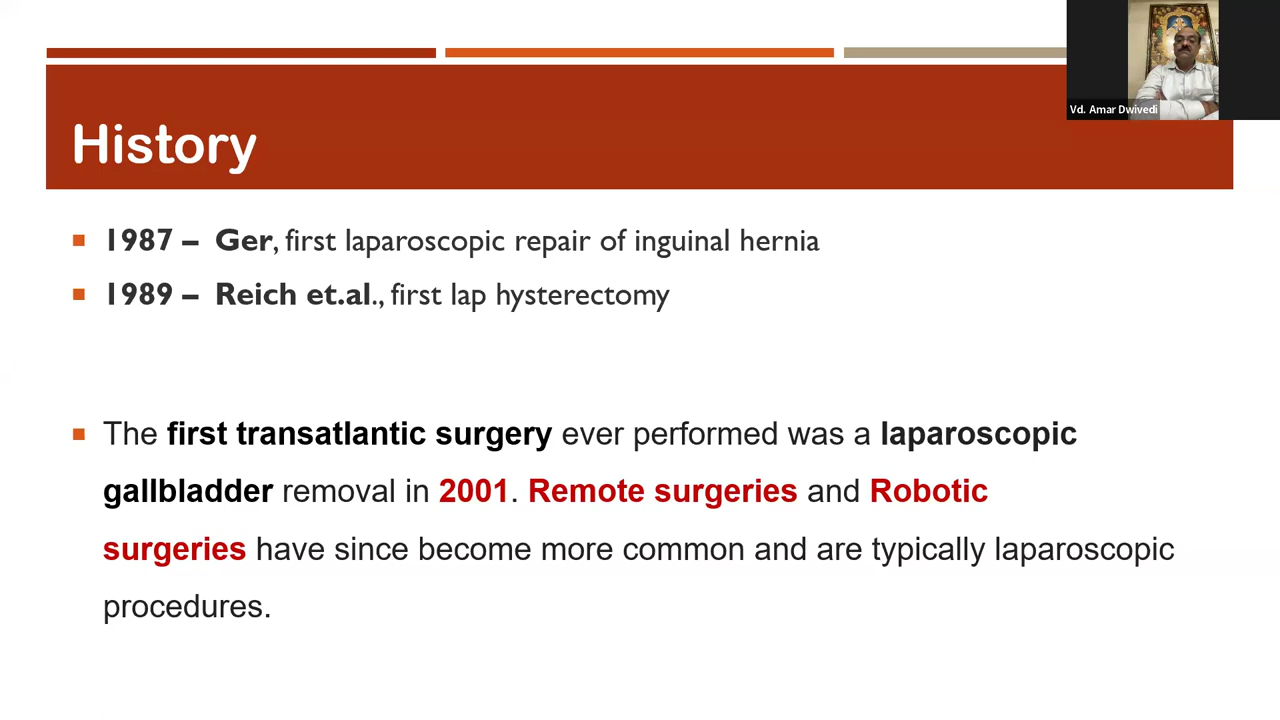 Vd. Amar Dwivedi
History
1987 – Ger, first laparoscopic repair of inguinal hernia
1989 – Reich et.al., first lap hysterectomy
The first transatlantic surgery ever performed was a laparoscopic
gallbladder removal in 2001. Remote surgeries and Robotic
surgeries have since become more common and are typically laparoscopic
procedures.